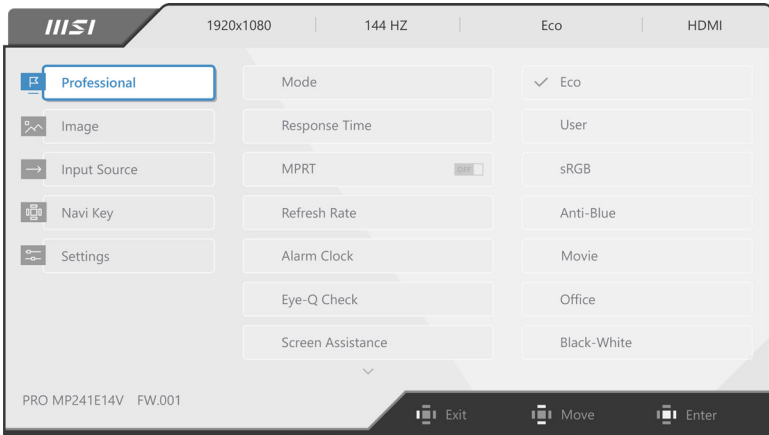 msi 1920x1080 144 HZ Eco HDMI
Professional Mode Eco
Image Response Time User
Input Source MPRT OFF sRGB
Navi Key Refresh Rate Anti-Blue
Settings Alarm Clock Movie
Eye-Q Check Office
Screen Assistance Black-White
PRO MP241E14V FW.001
Exit Move Enter